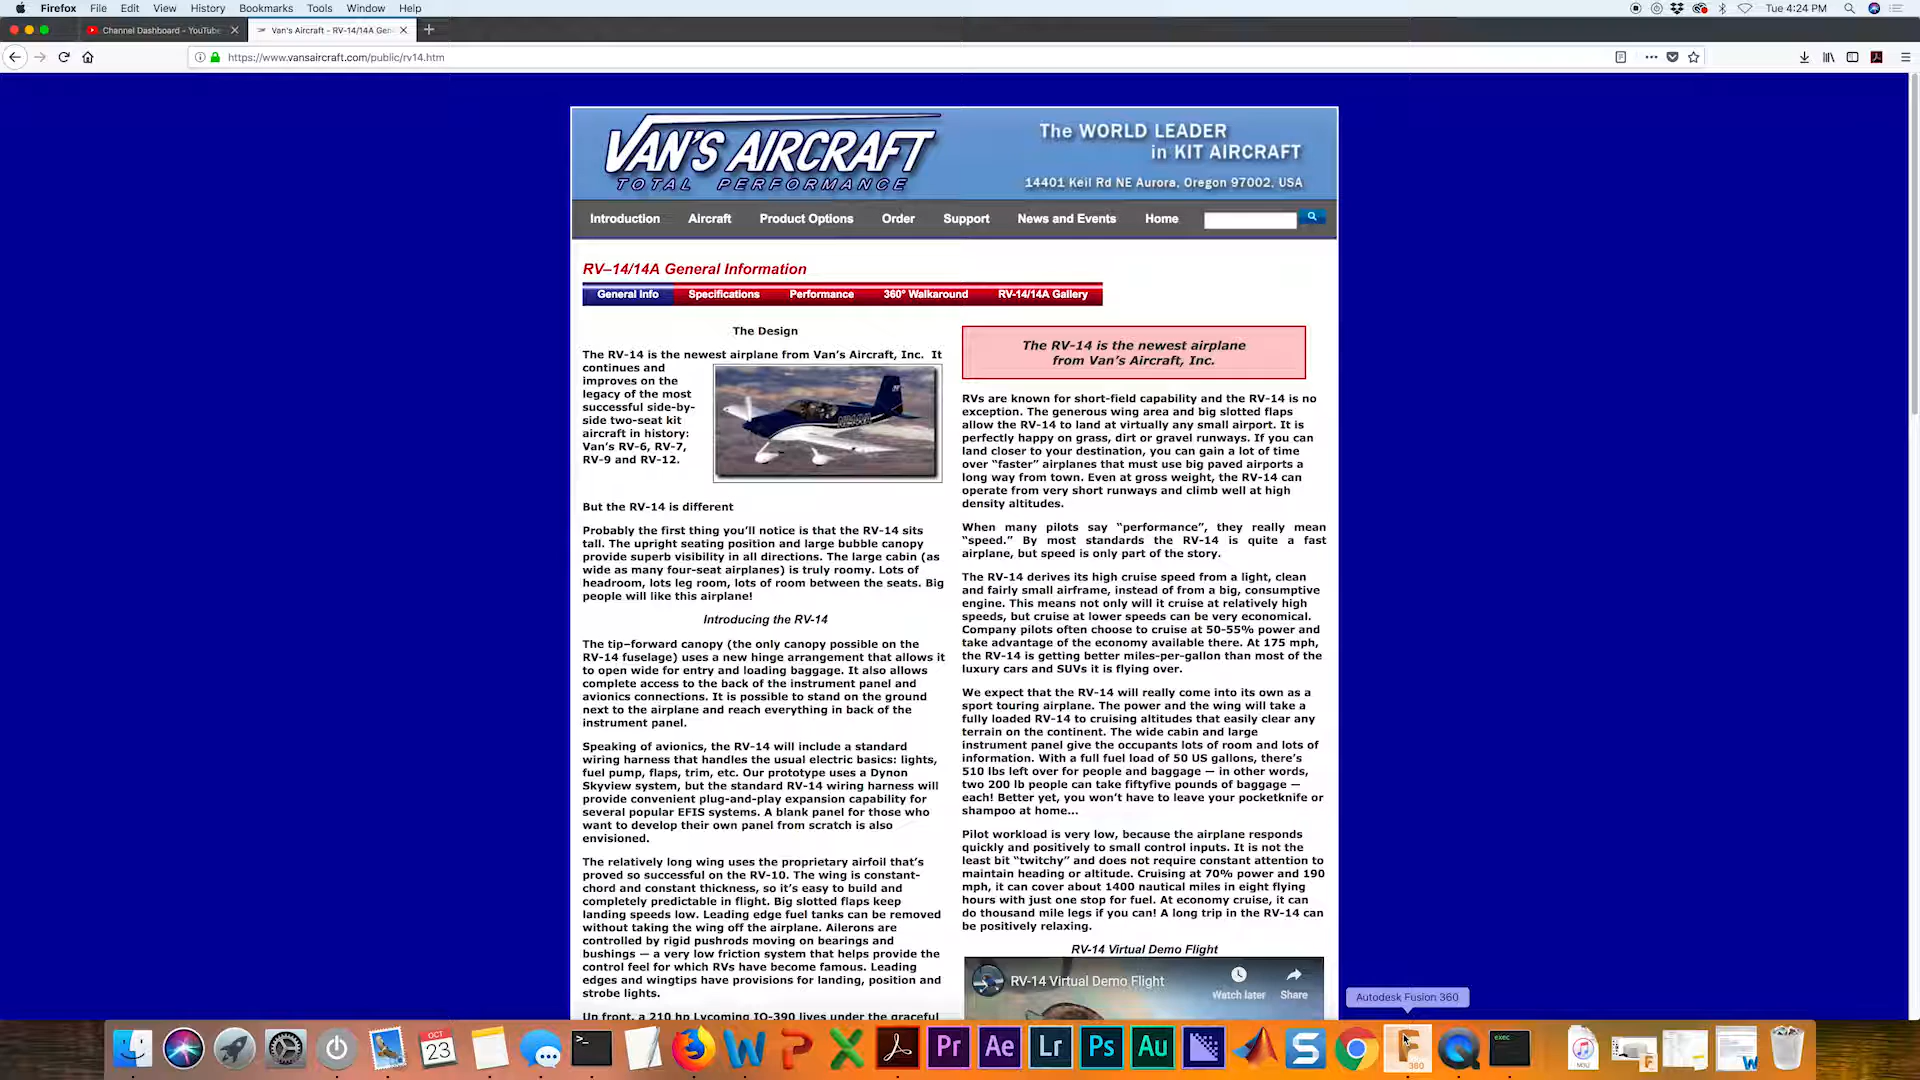 Firefox File Edit View History Bookmarks Tools Window Help
Tue 4:24 PM
Channel Dashboard - YouTube
Van's Aircraft - RV-14/14A Gen
https://www.vansaircraft.com/public/rv14.htm
VAN'S AIRCRAFT
TOTAL PERFORMANCE
The WORLD LEADER
in KIT AIRCRAFT
14401 Keil Rd NE Aurora, Oregon 97002, USA
Introduction Aircraft Product Options Order Support News and Events Home
RV–14/14A General Information
General Info Specifications Performance 360° Walkaround RV-14/14A Gallery
The Design
The RV-14 is the newest airplane from Van’s Aircraft, Inc. It
continues and
improves on the
legacy of the most
successful side-by-
side two-seat kit
aircraft in history:
Van’s RV-6, RV-7,
RV-9 and RV-12.
But the RV-14 is different
Probably the first thing you’ll notice is that the RV-14 sits
tall. The upright seating position and large bubble canopy
provide superb visibility in all directions. The large cabin (as
wide as many four-seat airplanes) is truly roomy. Lots of
headroom, lots leg room, lots of room between the seats. Big
people will like this airplane!
Introducing the RV-14
The tip–forward canopy (the only canopy possible on the
RV-14 fuselage) uses a new hinge arrangement that allows it
to open wide for entry and loading baggage. It also allows
complete access to the back of the instrument panel and
avionics connections. It is possible to stand on the ground
next to the airplane and reach everything in back of the
instrument panel.
Speaking of avionics, the RV-14 will include a standard
wiring harness that handles the usual electric basics: lights,
fuel pump, flaps, trim, etc. Our prototype uses a Dynon
Skyview system, but the standard RV-14 wiring harness will
provide convenient plug-and-play expansion capability for
several popular EFIS systems. A blank panel for those who
want to develop their own panel from scratch is also
envisioned.
The relatively long wing uses the proprietary airfoil that’s
proved so successful on the RV-10. The wing is constant-
chord and constant thickness, so it’s easy to build and
completely predictable in flight. Big slotted flaps keep
landing speeds low. Leading edge fuel tanks can be removed
without taking the wing off the airplane. Ailerons are
controlled by rigid pushrods moving on bearings and
bushings — a very low friction system that helps provide the
control feel for which RVs have become famous. Leading
edges and wingtips have provisions for landing, position and
strobe lights.
Up front, a 210 hp Lycoming IO-390 lives under the graceful
The RV-14 is the newest airplane
from Van’s Aircraft, Inc.
RVs are known for short-field capability and the RV-14 is no
exception. The generous wing area and big slotted flaps
allow the RV-14 to land at virtually any small airport. It is
perfectly happy on grass, dirt or gravel runways. If you can
land closer to your destination, you can gain a lot of time
over “faster” airplanes that must use big paved airports a
long way from town. Even at gross weight, the RV-14 can
operate from very short runways and climb well at high
density altitudes.
When many pilots say “performance”, they really mean
“speed.” By most standards the RV-14 is quite a fast
airplane, but speed is only part of the story.
The RV-14 derives its high cruise speed from a light, clean
and fairly small airframe, instead of from a big, consumptive
engine. This means not only will it cruise at relatively high
speeds, but cruise at lower speeds can be very economical.
Company pilots often choose to cruise at 50-55% power and
take advantage of the economy available there. At 175 mph,
the RV-14 is getting better miles-per-gallon than most of the
luxury cars and SUVs it is flying over.
We expect that the RV-14 will really come into its own as a
sport touring airplane. The power and the wing will take a
fully loaded RV-14 to cruising altitudes that easily clear any
terrain on the continent. The wide cabin and large
instrument panel give the occupants lots of room and lots of
information. With a full fuel load of 50 US gallons, there’s
510 lbs left over for people and baggage — in other words,
two 200 lb people can take fiftyfive pounds of baggage —
each! Better yet, you won’t have to leave your pocketknife or
shampoo at home...
Pilot workload is very low, because the airplane responds
quickly and positively to small control inputs. It is not the
least bit “twitchy” and does not require constant attention to
maintain heading or altitude. Cruising at 70% power and 190
mph, it can cover about 1400 nautical miles in eight flying
hours with just one stop for fuel. At economy cruise, it can
do thousand mile legs if you can! A long trip in the RV-14 can
be positively relaxing.
RV-14 Virtual Demo Flight
RV-14 Virtual Demo Flight
Watch later Share
Autodesk Fusion 360
OCT
23
Pr Ae Lr Ps Au
S
F
360
exec
W